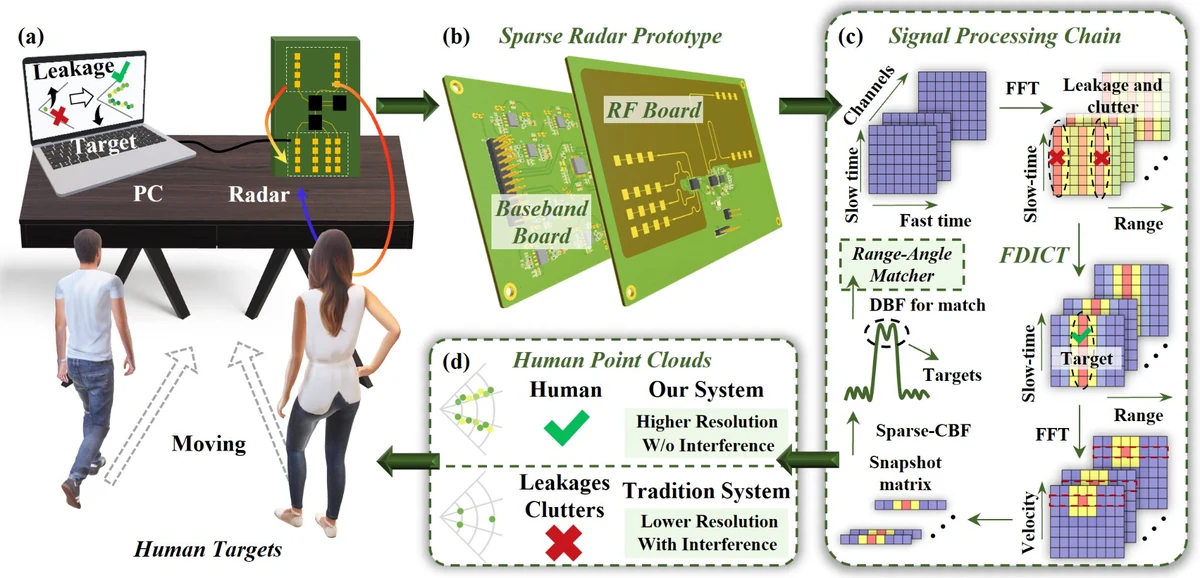 (a)
Leakage
Target
PC
Radar
Moving
Human Targets
(b)
Sparse Radar Prototype
RF Board
Baseband
Board
(c)
Signal Processing Chain
Channels
Slow time
Fast time
FFT
Leakage and
clutter
Slow-time
Range
FDICT
Slow-time
Target
Range
FFT
Velocity
Snapshot
matrix
Sparse-CBF
Targets
DBF for match
Range-Angle
Matcher
(d)
Human Point Clouds
Human
Our System
Higher Resolution
W/o Interference
Leakages
Clutters
Tradition System
Lower Resolution
With Interference